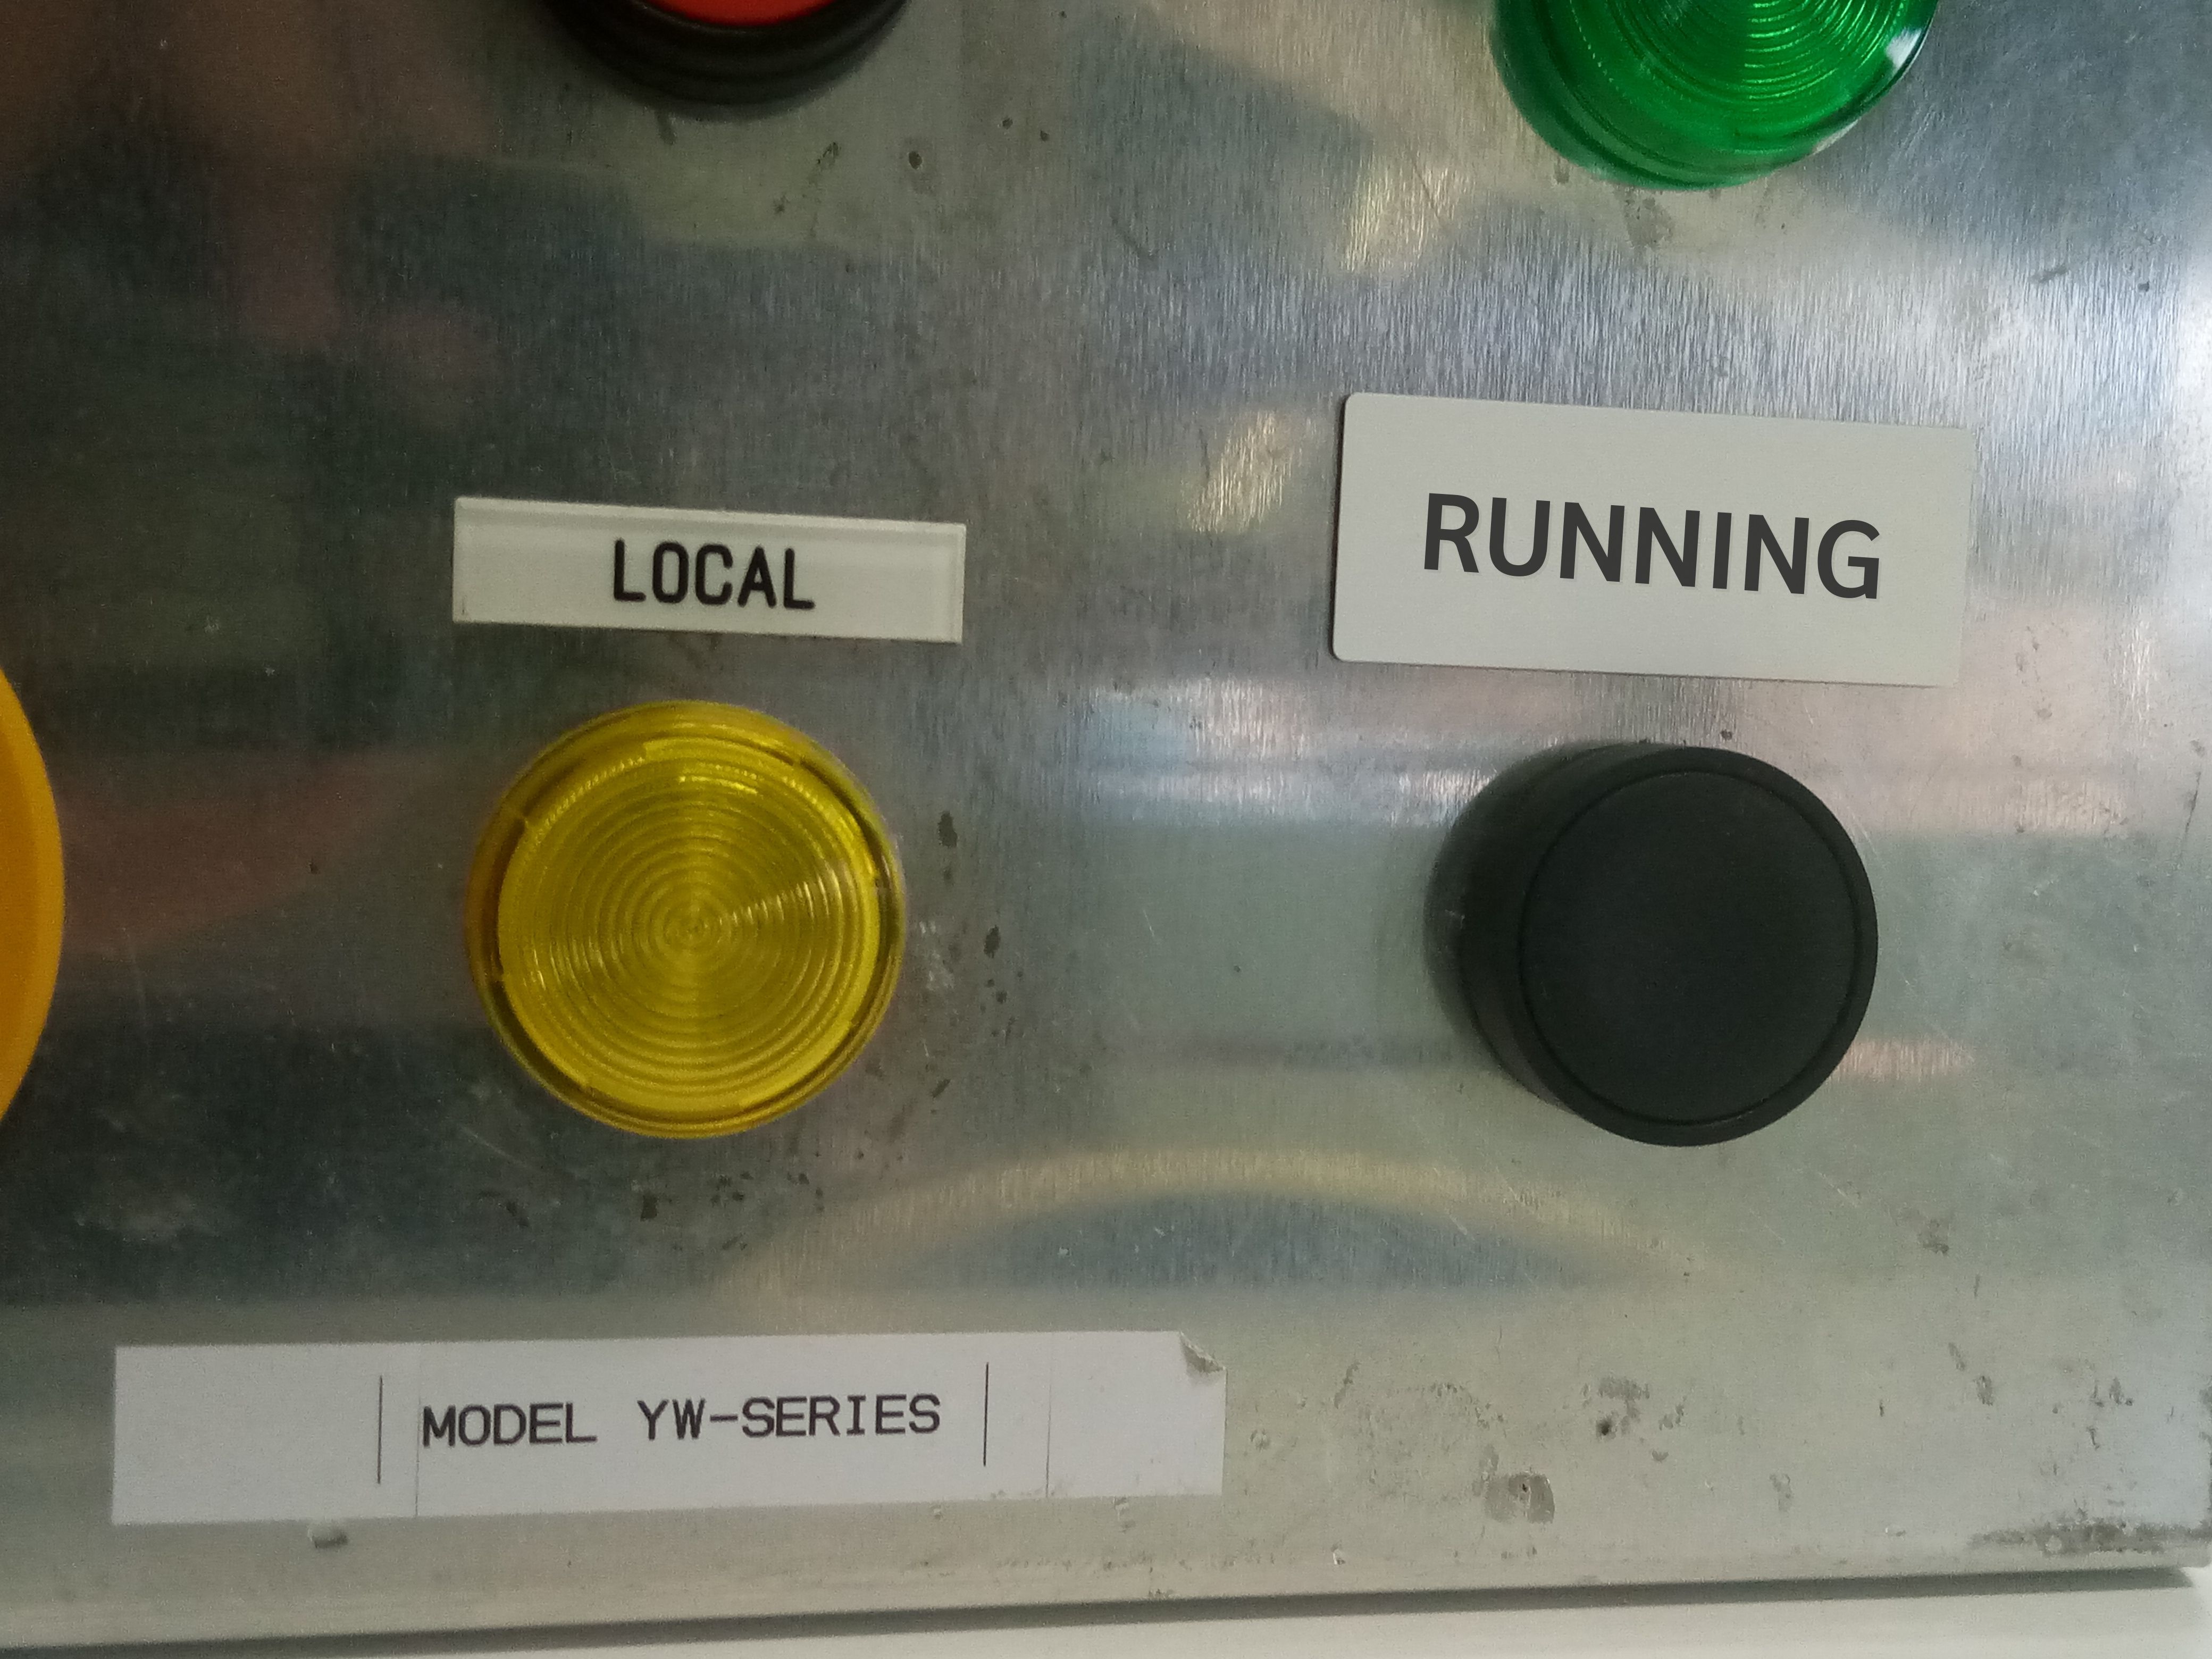 LOCAL
RUNNING
MODEL YW-SERIES